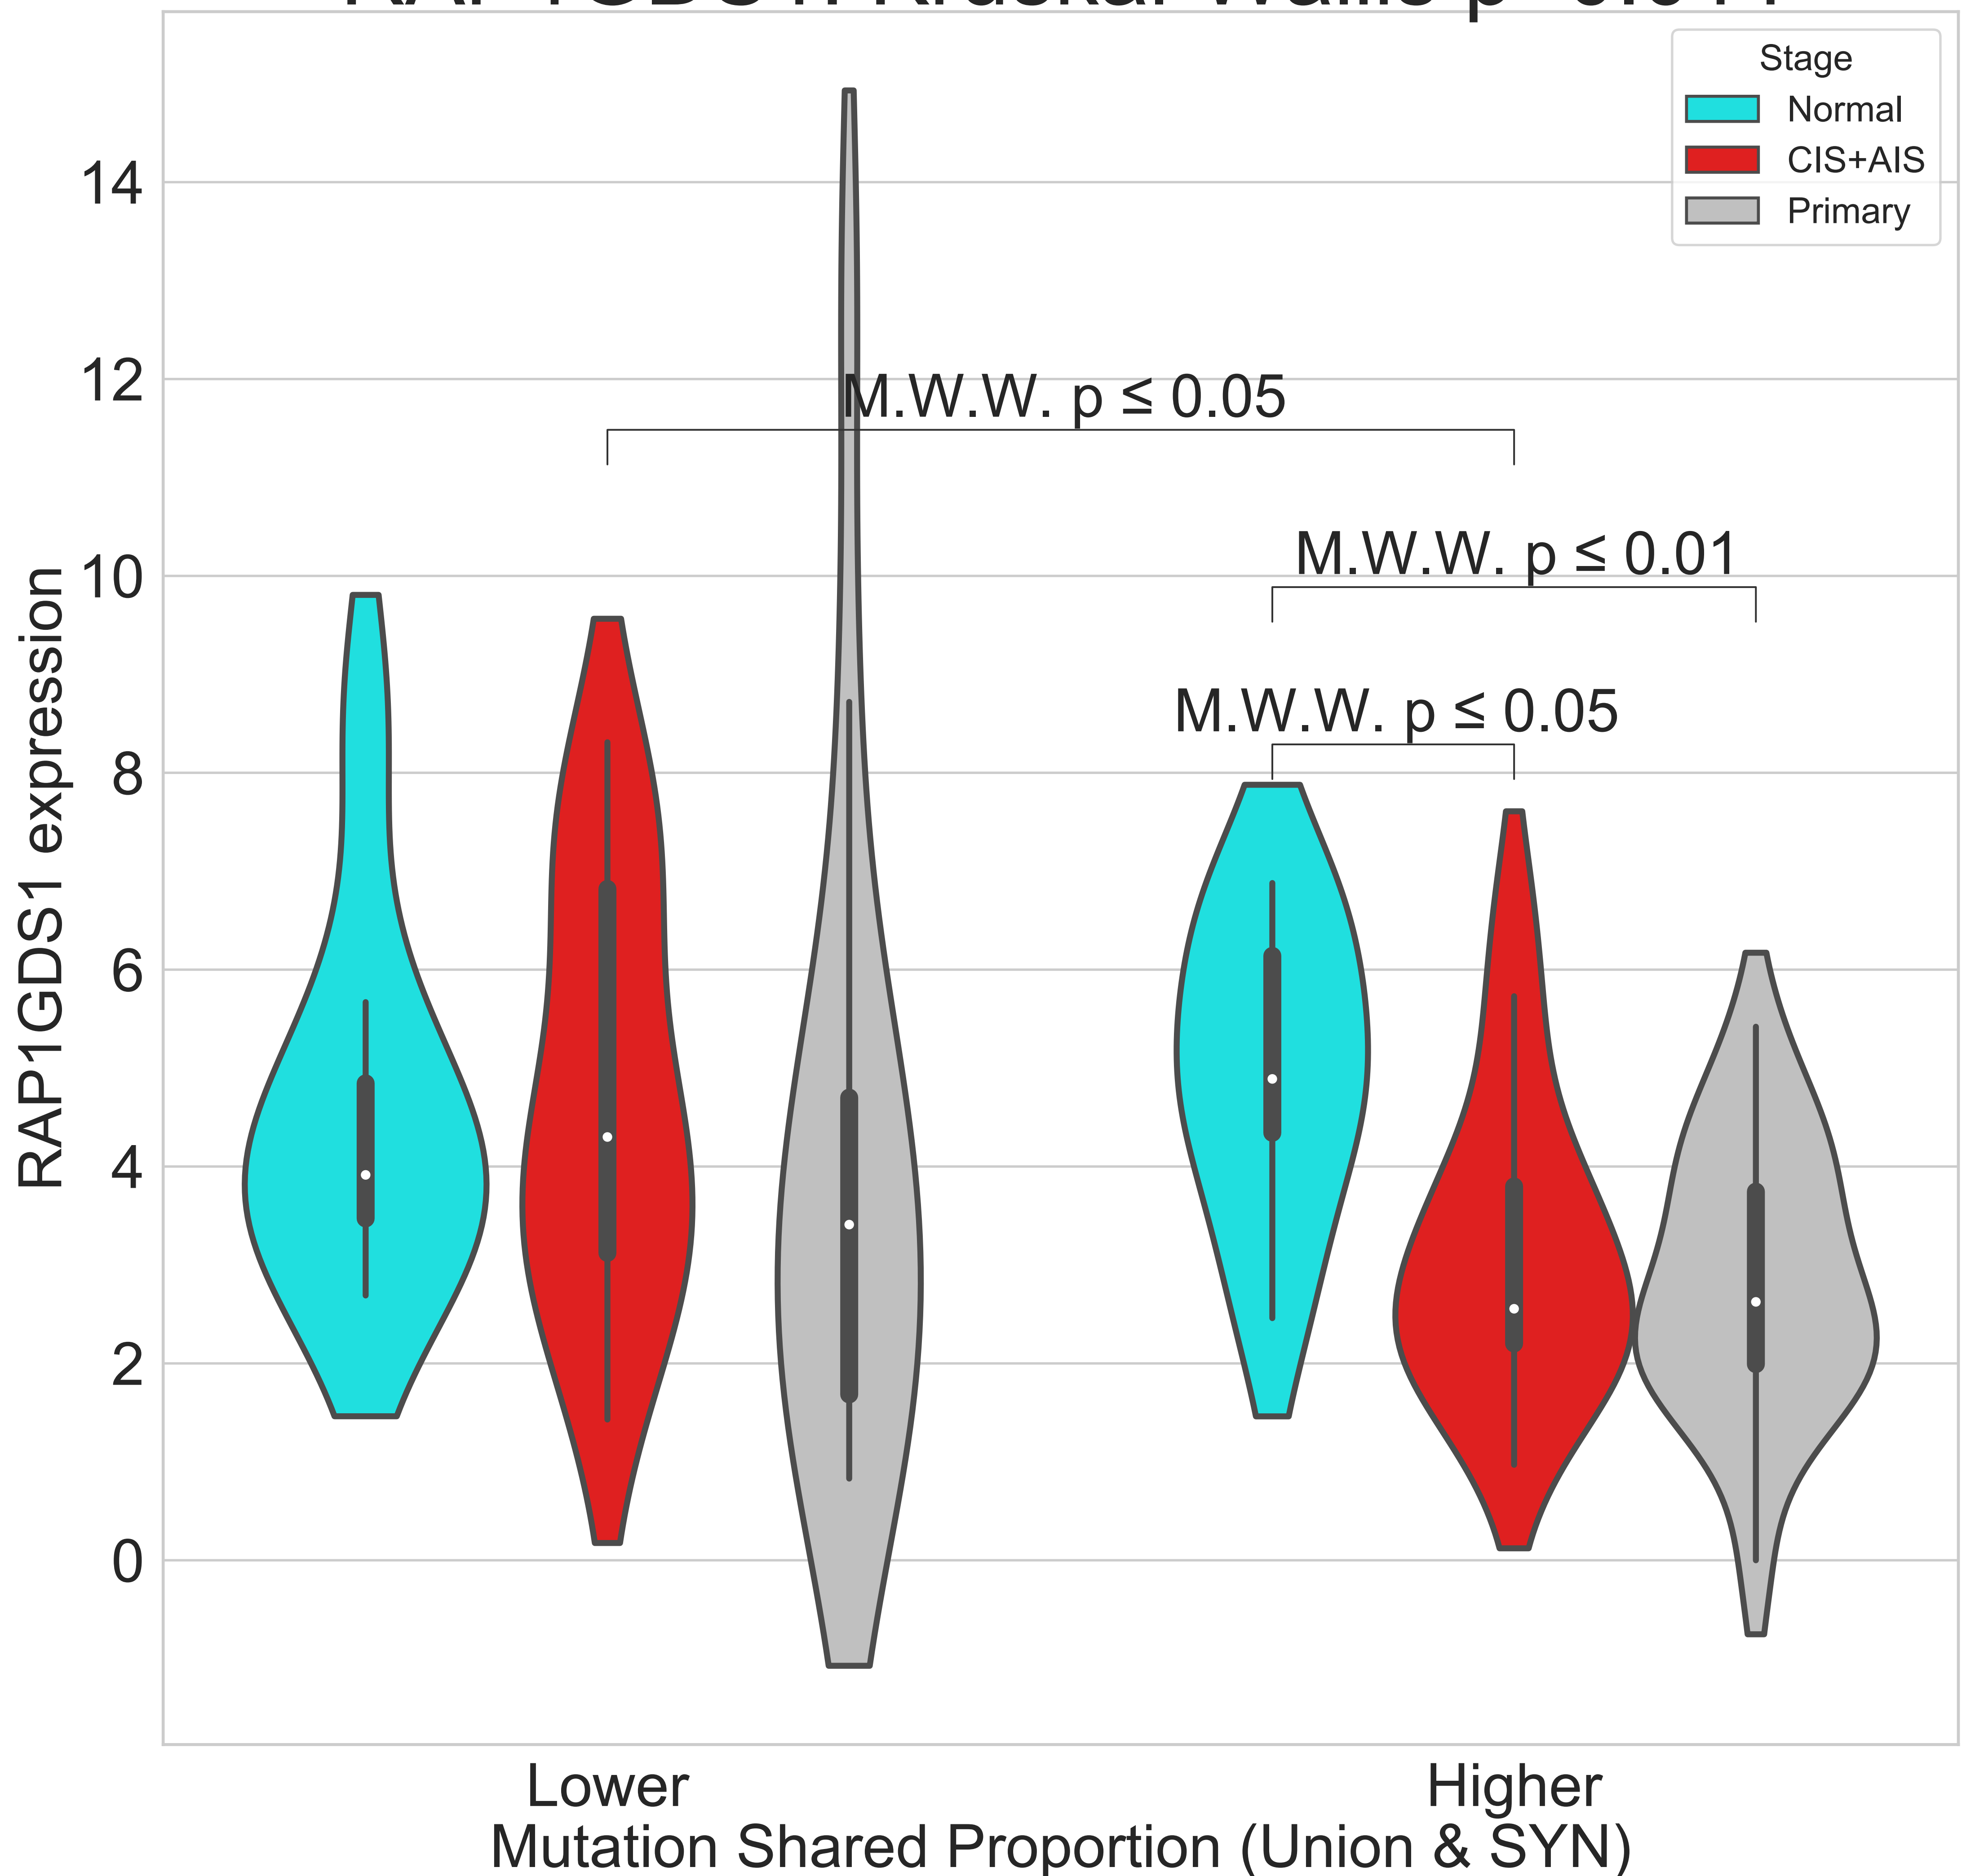 Stage
Normal
CIS+AIS
Primary
14
12
10
8
6
4
2
0
RAP1GDS1 expression
M.W.W. p ≤ 0.05
M.W.W. p ≤ 0.01
M.W.W. p ≤ 0.05
Lower
Higher
Mutation Shared Proportion (Union & SYN)